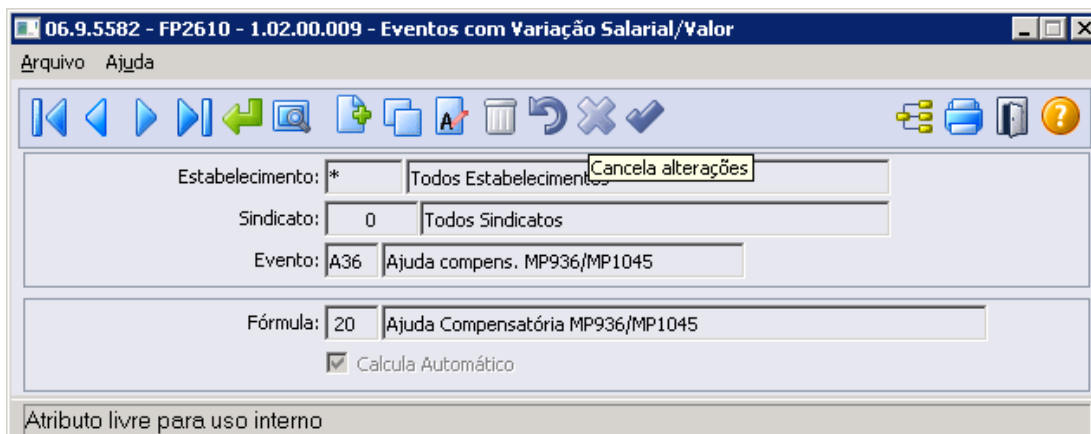 06.9.5582 - FP2610 - 1.02.00.009 - Eventos com Variação Salarial/Valor
Arquivo Ajuda
Cancela alterações
Estabelecimento: * Todos Estabelecimentos
Sindicato: 0 Todos Sindicatos
Evento: A36 Ajuda compens. MP936/MP1045
Fórmula: 20 Ajuda Compensatória MP936/MP1045
Calcula Automático
Atributo livre para uso interno